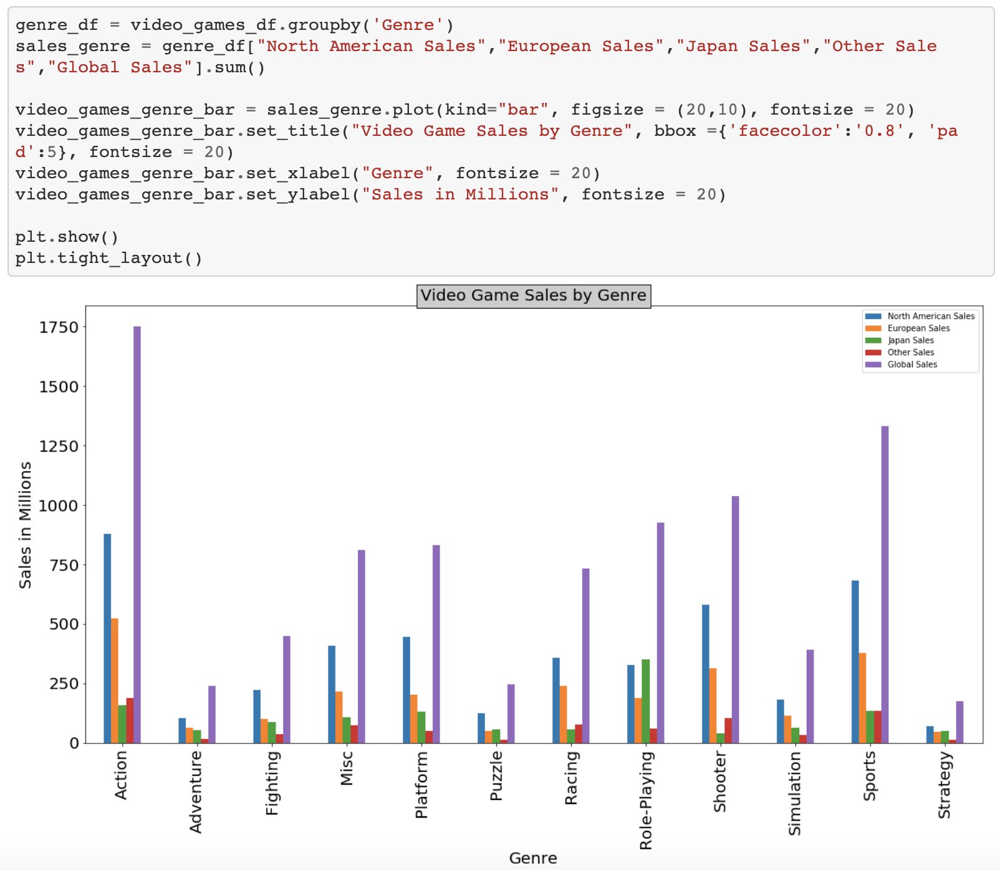 genre_df = video_games_df.groupby('Genre')
sales_genre = genre_df["North American Sales","European Sales","Japan Sales","Other Sale
s","Global Sales"].sum()
video_games_genre_bar = sales_genre.plot(kind="bar", figsize = (20,10), fontsize = 20)
video_games_genre_bar.set_title("Video Game Sales by Genre", bbox ={'facecolor':'0.8', 'pa
d':5}, fontsize = 20)
video_games_genre_bar.set_xlabel("Genre", fontsize = 20)
video_games_genre_bar.set_ylabel("Sales in Millions", fontsize = 20)
plt.show()
plt.tight_layout()
Video Game Sales by Genre
North American Sales
European Sales
Japan Sales
Other Sales
Global Sales
Sales in Millions
1750
1500
1250
1000
750
500
250
0
Action
Adventure
Fighting
Misc
Platform
Puzzle
Racing
Role-Playing
Shooter
Simulation
Sports
Strategy
Genre